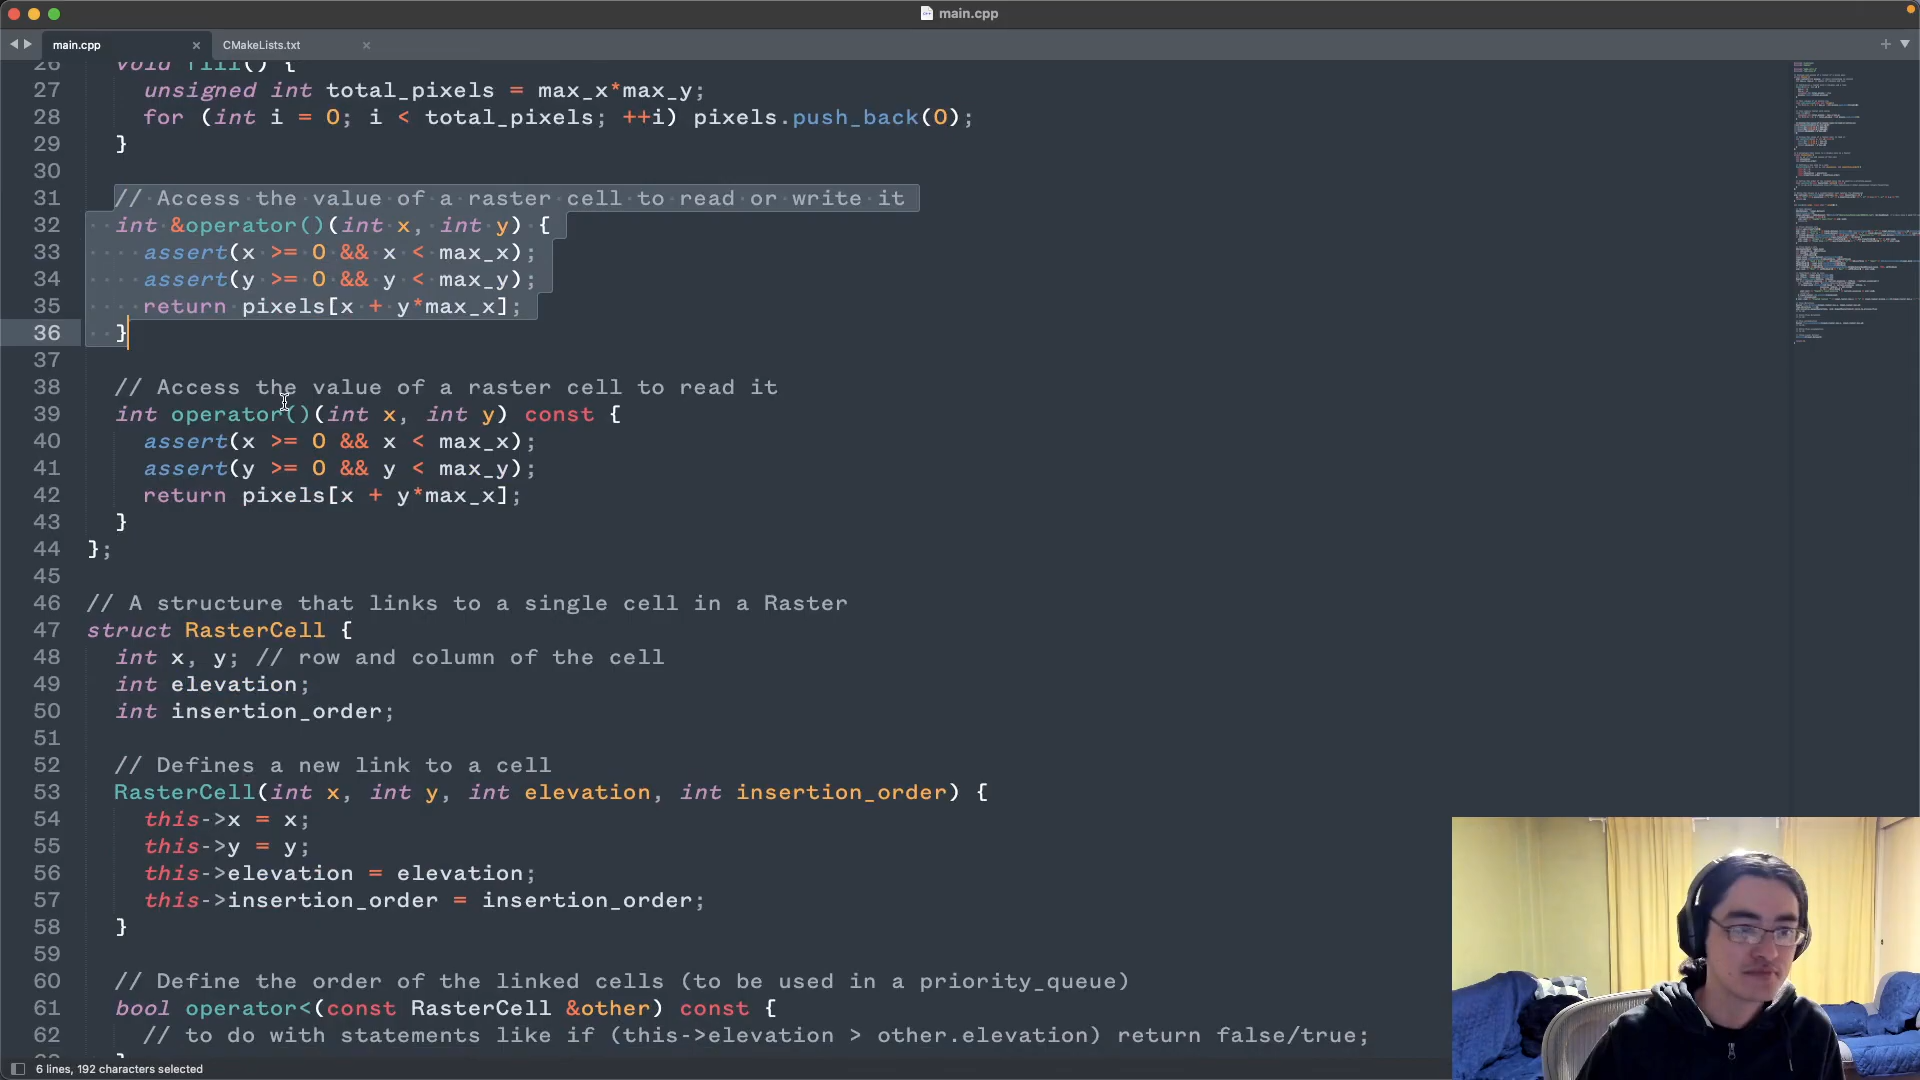 main.cpp
main.cpp
CMakeLists.txt
26 void fill() {
27 unsigned int total_pixels = max_x*max_y;
28 for (int i = 0; i < total_pixels; ++i) pixels.push_back(0);
29 }
30
31 // Access the value of a raster cell to read or write it
32 int &operator()(int x, int y) {
33 assert(x >= 0 && x < max_x);
34 assert(y >= 0 && y < max_y);
35 return pixels[x + y*max_x];
36 }
37
38 // Access the value of a raster cell to read it
39 int operator()(int x, int y) const {
40 assert(x >= 0 && x < max_x);
41 assert(y >= 0 && y < max_y);
42 return pixels[x + y*max_x];
43 }
44 };
45
46 // A structure that links to a single cell in a Raster
47 struct RasterCell {
48 int x, y; // row and column of the cell
49 int elevation;
50 int insertion_order;
51
52 // Defines a new link to a cell
53 RasterCell(int x, int y, int elevation, int insertion_order) {
54 this->x = x;
55 this->y = y;
56 this->elevation = elevation;
57 this->insertion_order = insertion_order;
58 }
59
60 // Define the order of the linked cells (to be used in a priority_queue)
61 bool operator<(const RasterCell &other) const {
62 // to do with statements like if (this->elevation > other.elevation) return false/true;
6 lines, 192 characters selected